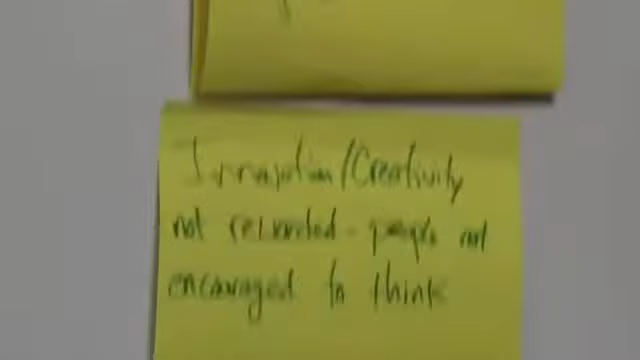 Innovation/Creativity
not rewarded - people not
encouraged to think